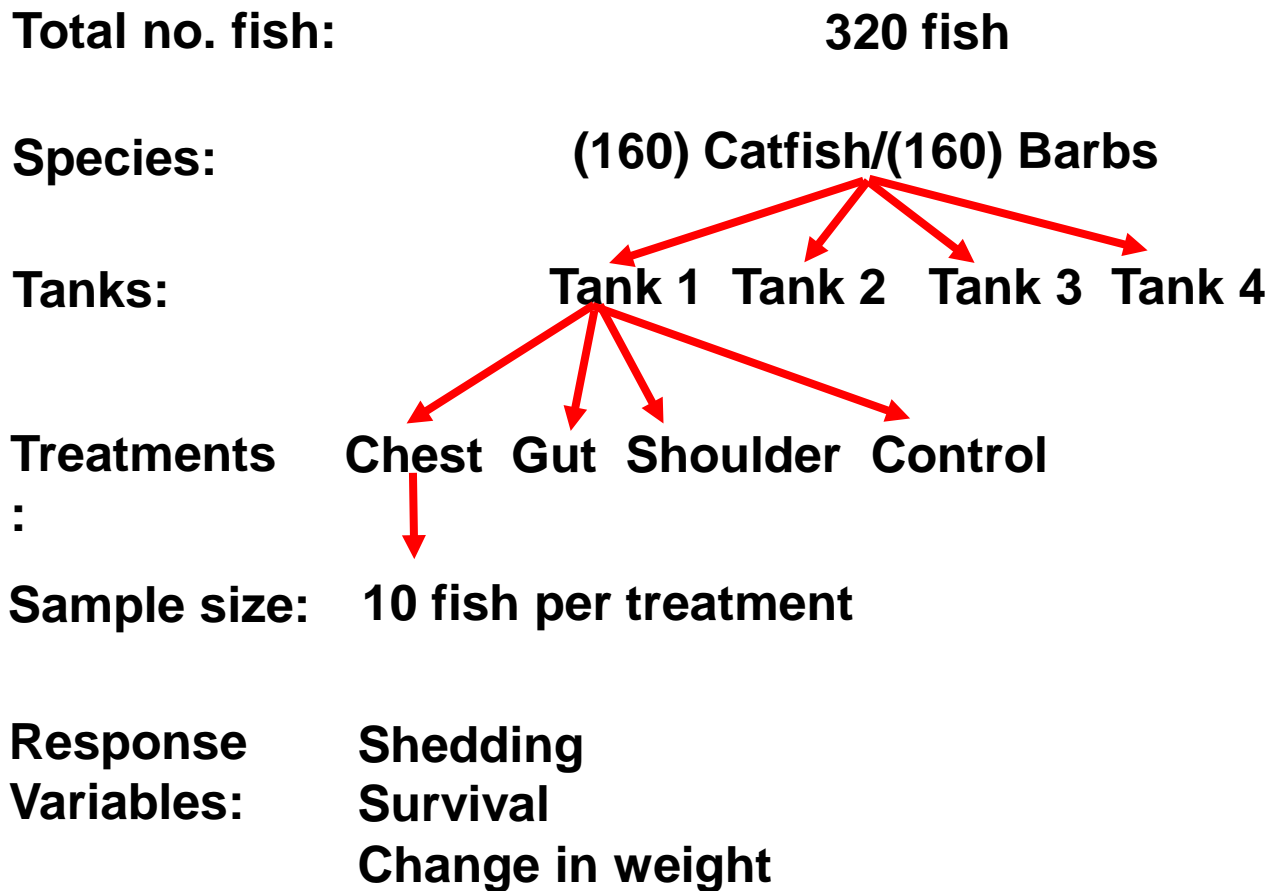 Total no. fish: 320 fish
Species: (160) Catfish/(160) Barbs
Tanks: Tank 1 Tank 2 Tank 3 Tank 4
Treatments Chest Gut Shoulder Control
:
Sample size: 10 fish per treatment
Response Shedding
Variables: Survival
Change in weight